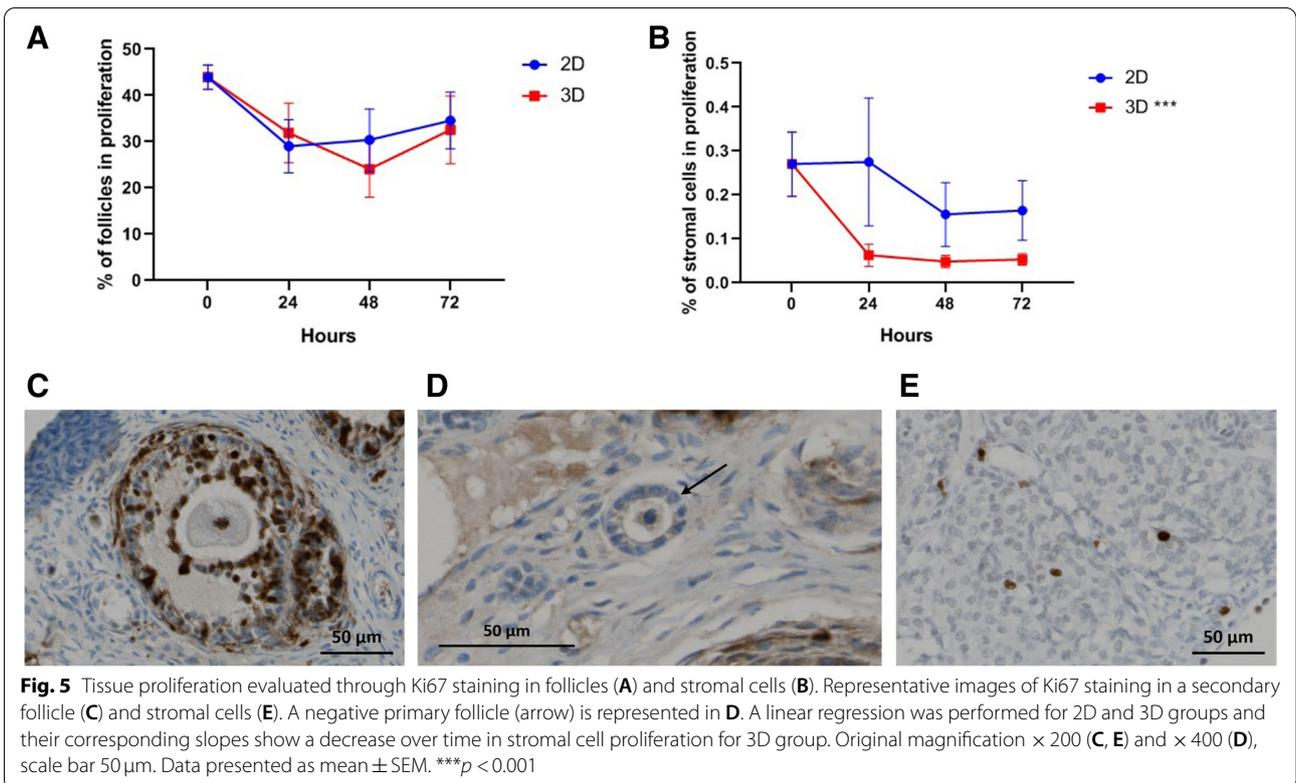 A
% of follicles in proliferation
50
40
30
20
10
0
0 24 48 72
Hours
2D
3D
B
% of stromal cells in proliferation
0.5
0.4
0.3
0.2
0.1
0.0
0 24 48 72
Hours
2D
3D ***
C
50 µm
D
50 µm
E
50 µm
Fig. 5 Tissue proliferation evaluated through Ki67 staining in follicles (A) and stromal cells (B). Representative images of Ki67 staining in a secondary
follicle (C) and stromal cells (E). A negative primary follicle (arrow) is represented in D. A linear regression was performed for 2D and 3D groups and
their corresponding slopes show a decrease over time in stromal cell proliferation for 3D group. Original magnification × 200 (C, E) and × 400 (D),
scale bar 50 µm. Data presented as mean ± SEM. ***p < 0.001